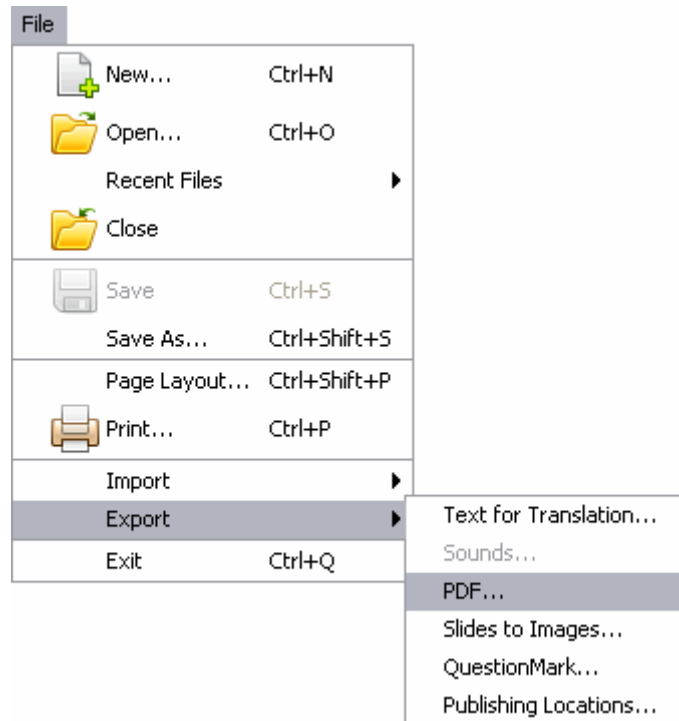 File
New... Ctrl+N
Open... Ctrl+O
Recent Files
Close
Save Ctrl+S
Save As... Ctrl+Shift+S
Page Layout... Ctrl+Shift+P
Print... Ctrl+P
Import
Export
Exit Ctrl+Q
Text for Translation...
Sounds...
PDF...
Slides to Images...
QuestionMark...
Publishing Locations...